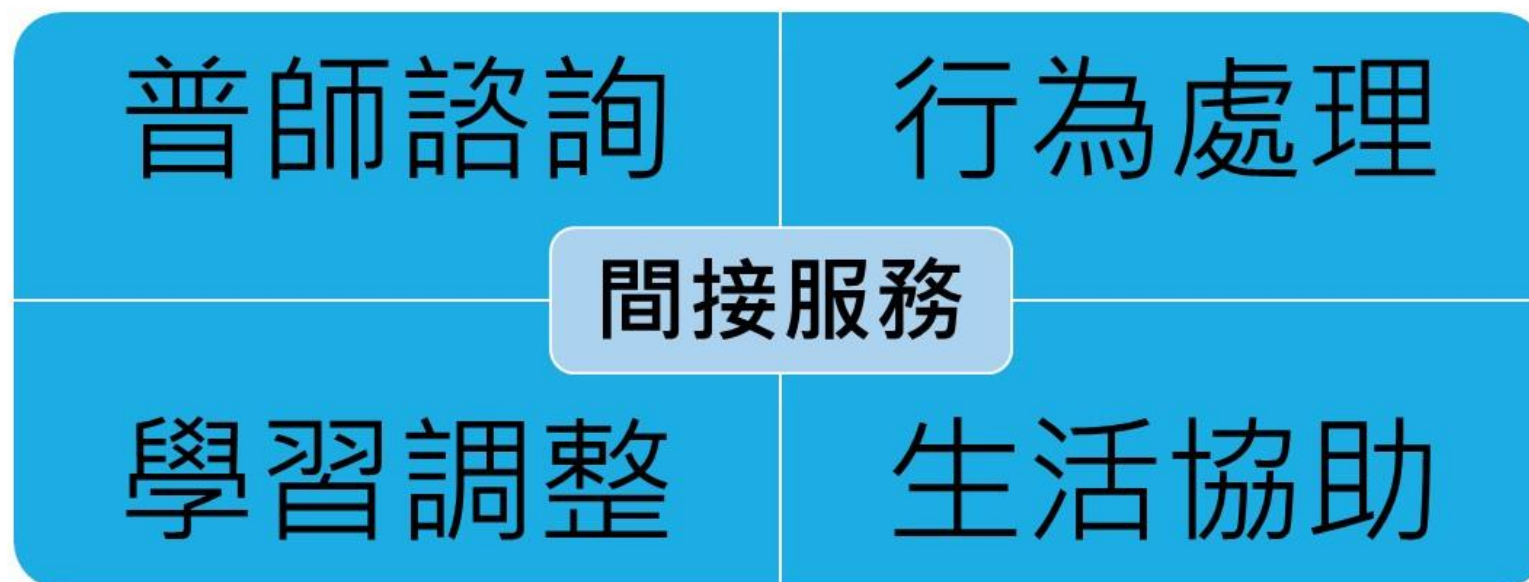 普師諮詢
行為處理
間接服務
學習調整
生活協助